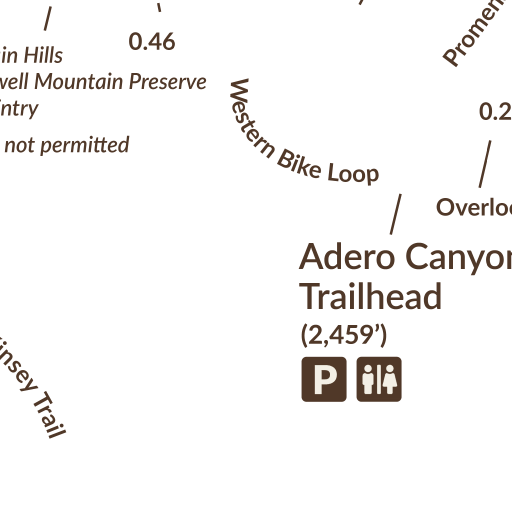 0.46
in Hills
well Mountain Preserve
ntry
not permitted
Western Bike Loop
Promen
0.2
Overloo
Adero Canyon
Trailhead
(2,459’)
P
insey Trail